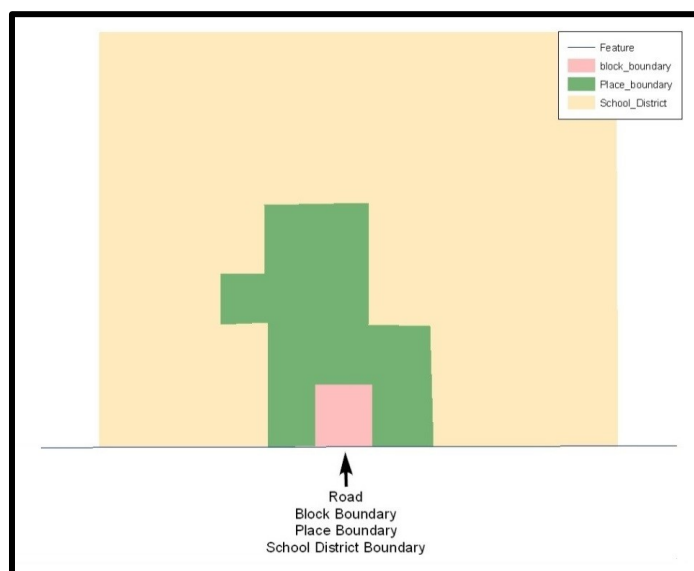 Feature
block_boundary
Place_boundary
School_District
Road
Block Boundary
Place Boundary
School District Boundary